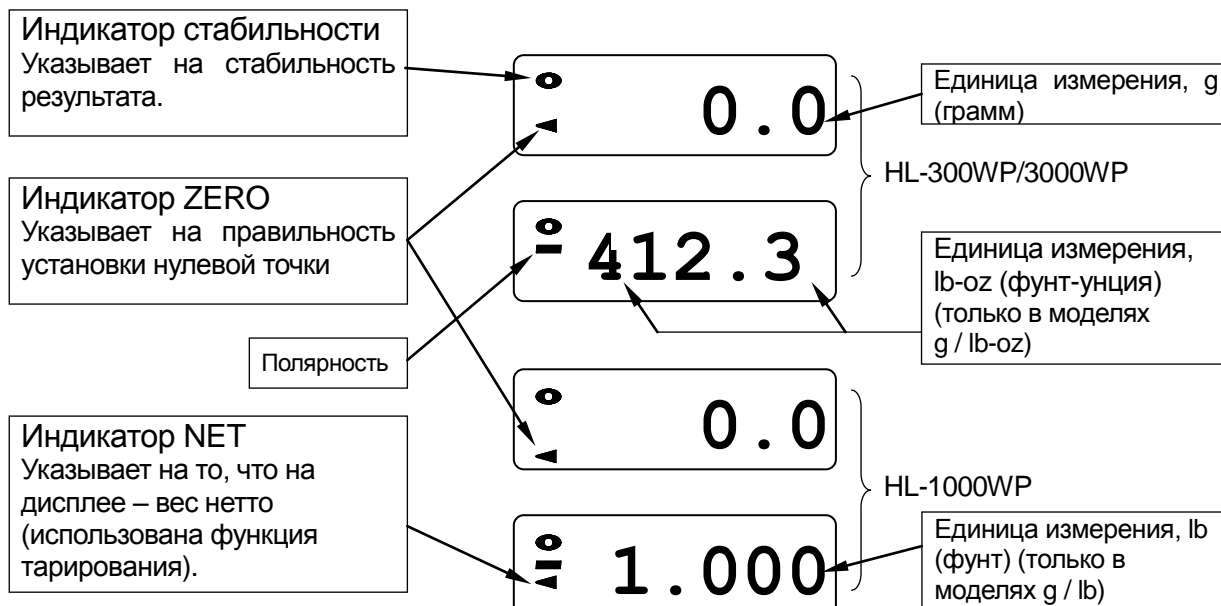 Индикатор стабильности
Указывает на стабильность
результата.
Индикатор ZERO
Указывает на правильность
установки нулевой точки
Полярность
Индикатор NET
Указывает на то, что на
дисплее – вес нетто
(использована функция
тарирования).
0.0
412.3
0.0
1.000
Единица измерения, g
(грамм)
HL-300WP/3000WP
Единица измерения,
lb-oz (фунт-унция)
(только в моделях
g / lb-oz)
HL-1000WP
Единица измерения, lb
(фунт) (только в
моделях g / lb)